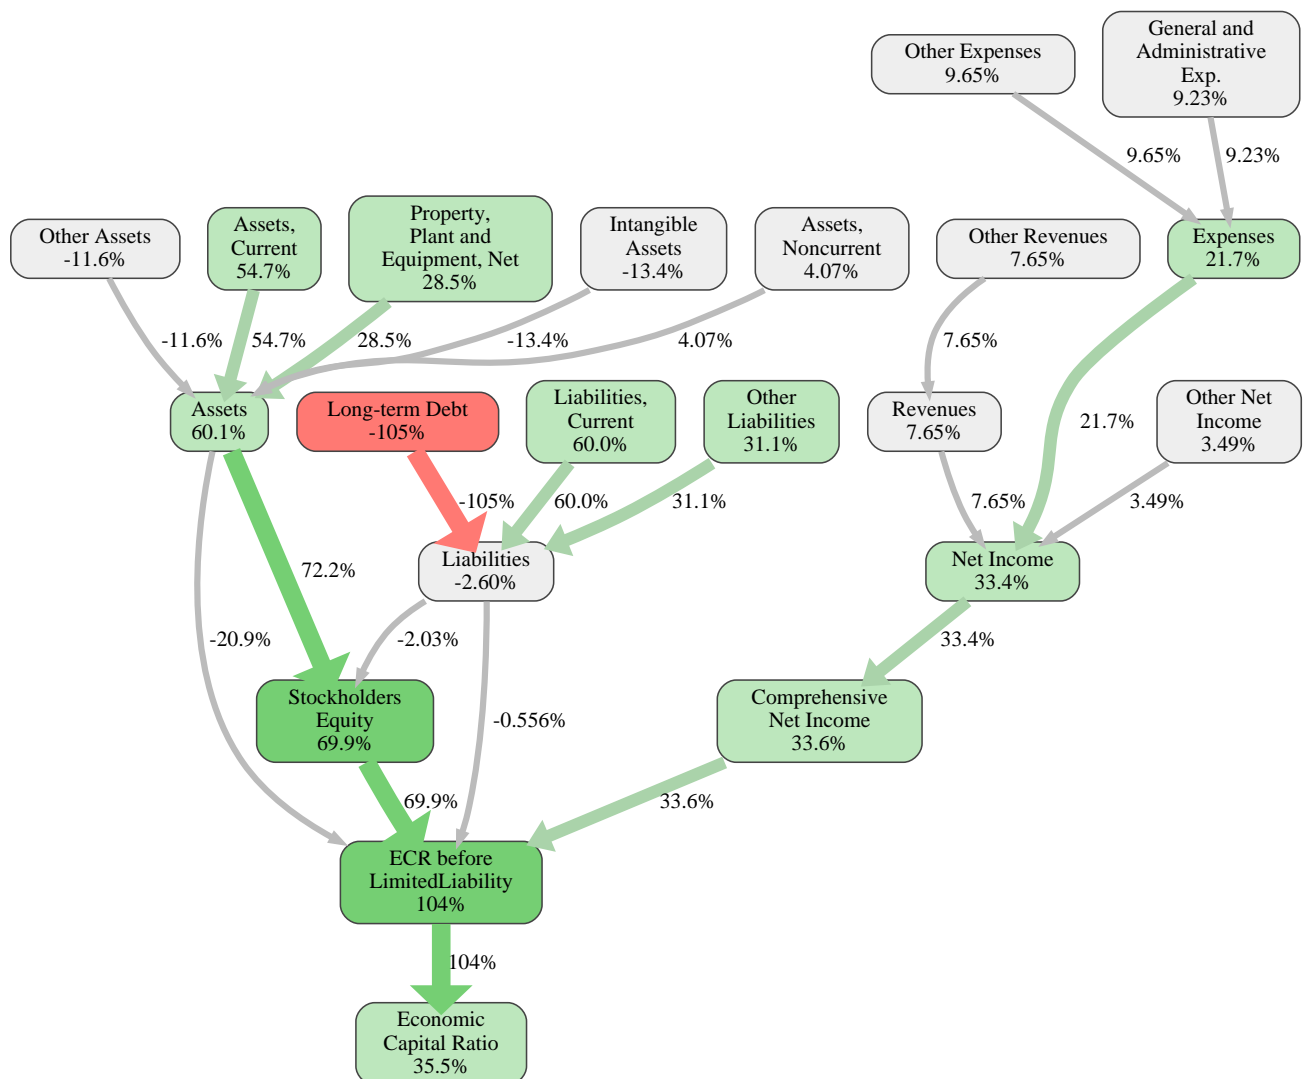 General and
Administrative
Exp.
9.23%
Other Expenses
9.65%
9.65%
9.23%
Other Assets
-11.6%
Assets,
Current
54.7%
Property,
Plant and
Equipment, Net
28.5%
Intangible
Assets
-13.4%
Assets,
Noncurrent
4.07%
Other Revenues
7.65%
Expenses
21.7%
-11.6%
54.7%
28.5%
-13.4%
4.07%
7.65%
Assets
60.1%
Long-term Debt
-105%
Liabilities,
Current
60.0%
Other
Liabilities
31.1%
Revenues
7.65%
21.7%
Other Net
Income
3.49%
-105%
60.0%
31.1%
7.65%
3.49%
72.2%
Liabilities
-2.60%
Net Income
33.4%
-20.9%
-2.03%
33.4%
Stockholders
Equity
69.9%
-0.556%
Comprehensive
Net Income
33.6%
69.9%
33.6%
ECR before
LimitedLiability
104%
104%
Economic
Capital Ratio
35.5%